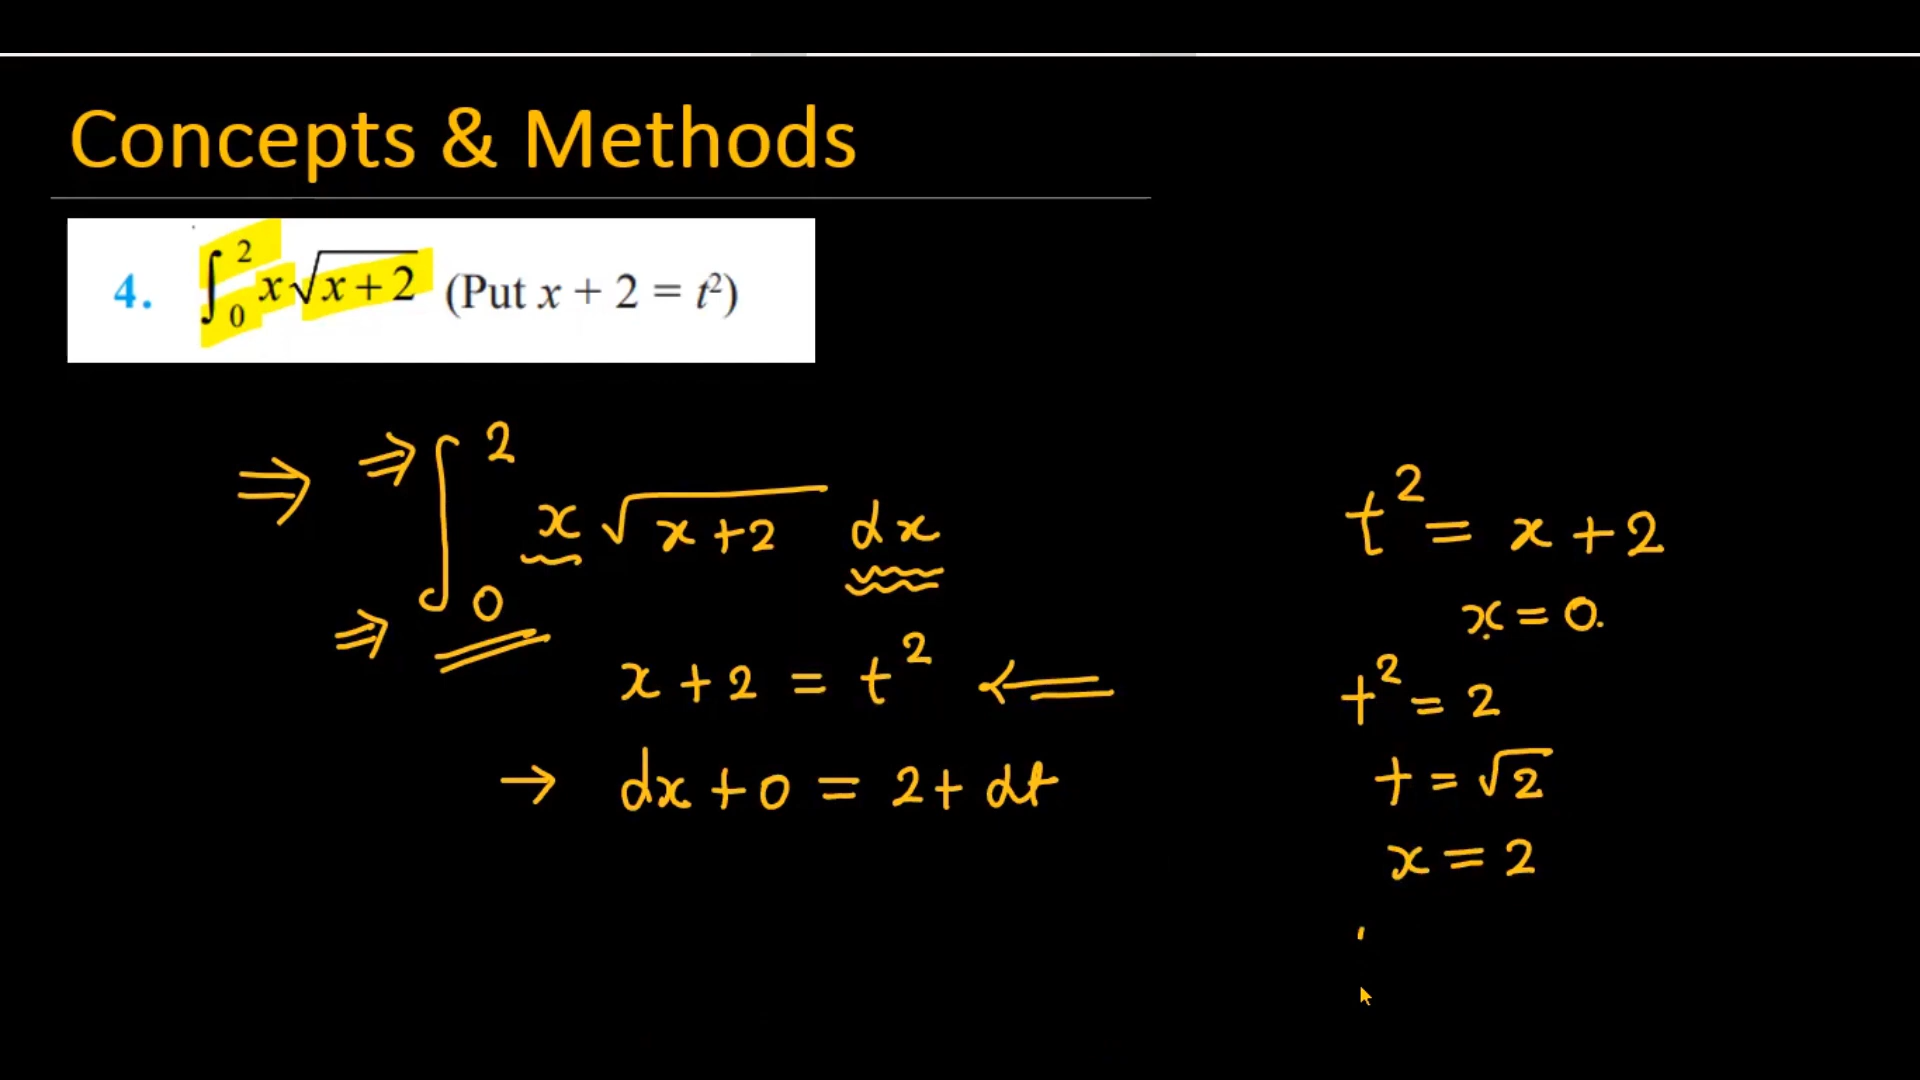 Concepts & Methods
4. ∫₀² x√(x + 2) (Put x + 2 = t²)
⇒ ⇒ ∫₀² x √(x+2) dx
⇒
x + 2 = t² ⇐
→ dx + 0 = 2t dt
t² = x + 2
x = 0.
t² = 2
t = √2
x = 2